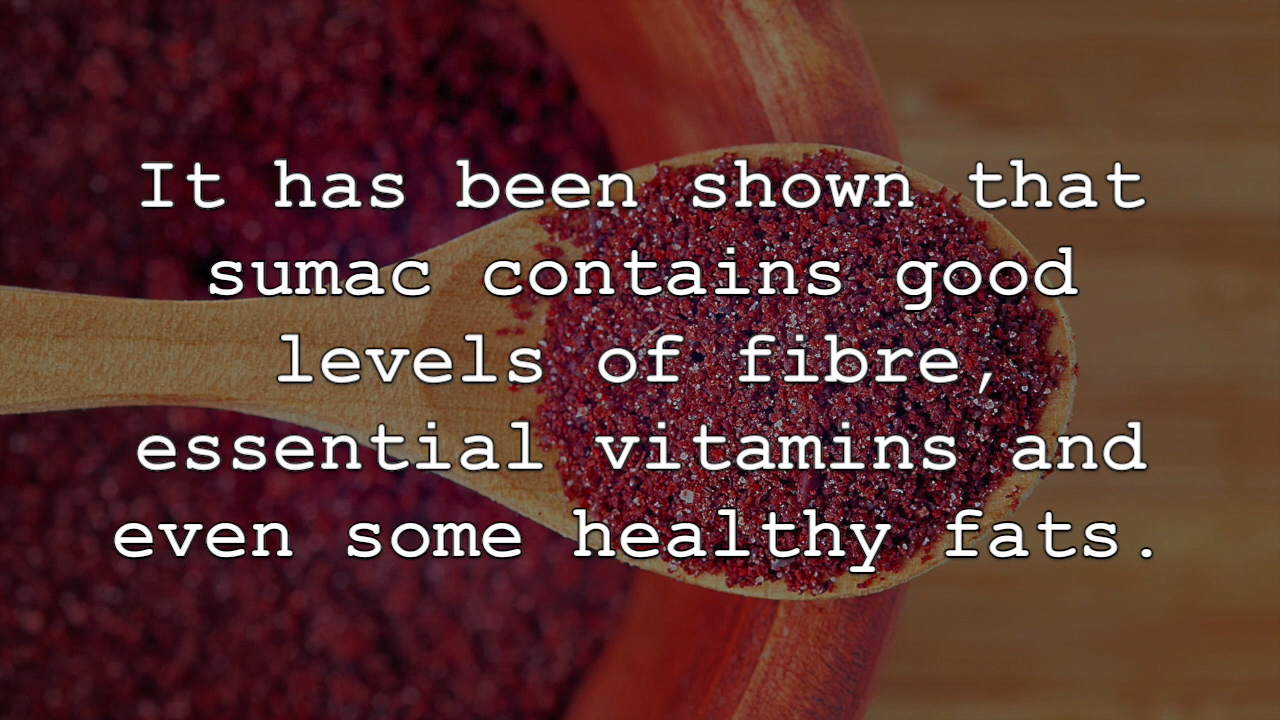 It has been shown that
sumac contains good
levels of fibre,
essential vitamins and
even some healthy fats.